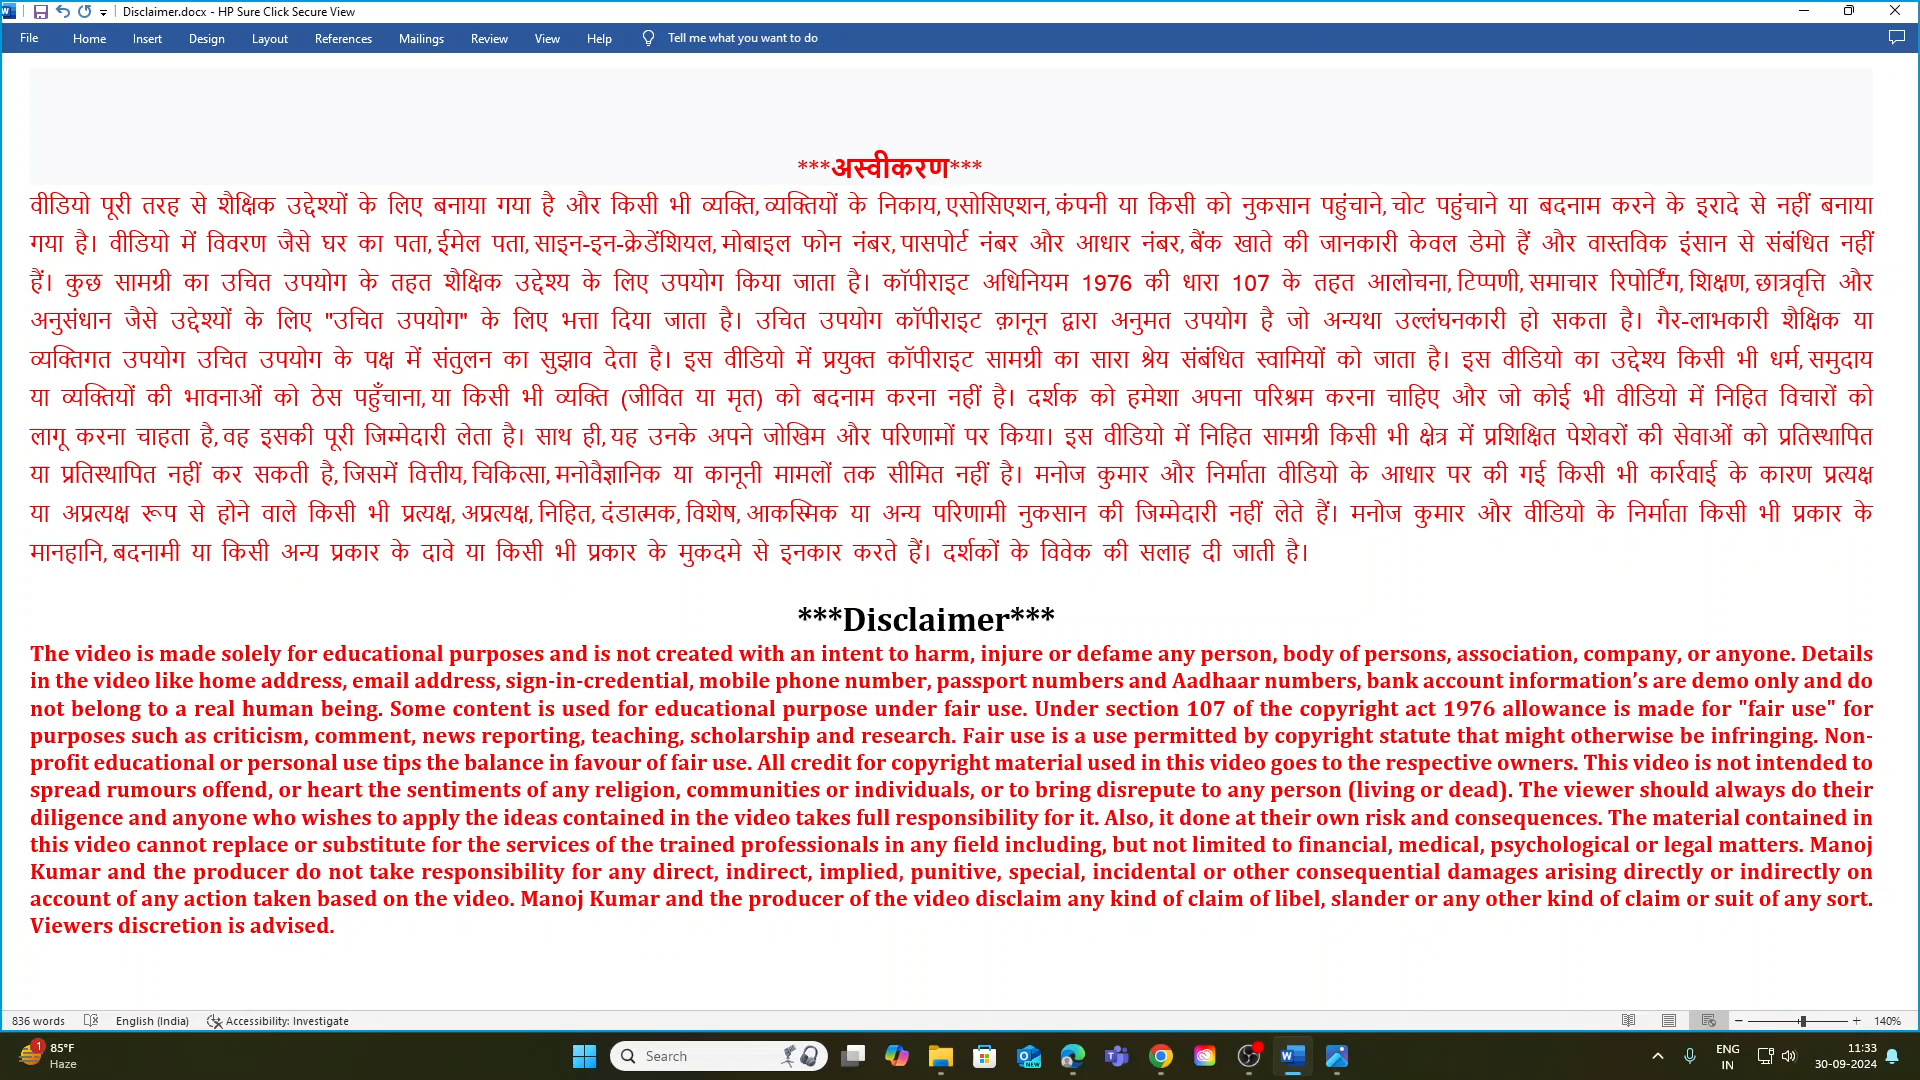 Disclaimer.docx - HP Sure Click Secure View
File Home Insert Design Layout References Mailings Review View Help Tell me what you want to do
***अस्वीकरण***
वीडियो पूरी तरह से शैक्षिक उद्देश्यों के लिए बनाया गया है और किसी भी व्यक्ति, व्यक्तियों के निकाय, एसोसिएशन, कंपनी या किसी को नुकसान पहुंचाने, चोट पहुंचाने या बदनाम करने के इरादे से नहीं बनाया
गया है। वीडियो में विवरण जैसे घर का पता, ईमेल पता, साइन-इन-क्रेडेंशियल, मोबाइल फोन नंबर, पासपोर्ट नंबर और आधार नंबर, बैंक खाते की जानकारी केवल डेमो हैं और वास्तविक इंसान से संबंधित नहीं
हैं। कुछ सामग्री का उचित उपयोग के तहत शैक्षिक उद्देश्य के लिए उपयोग किया जाता है। कॉपीराइट अधिनियम 1976 की धारा 107 के तहत आलोचना, टिप्पणी, समाचार रिपोर्टिंग, शिक्षण, छात्रवृत्ति और
अनुसंधान जैसे उद्देश्यों के लिए "उचित उपयोग" के लिए भत्ता दिया जाता है। उचित उपयोग कॉपीराइट क़ानून द्वारा अनुमत उपयोग है जो अन्यथा उल्लंघनकारी हो सकता है। गैर-लाभकारी शैक्षिक या
व्यक्तिगत उपयोग उचित उपयोग के पक्ष में संतुलन का सुझाव देता है। इस वीडियो में प्रयुक्त कॉपीराइट सामग्री का सारा श्रेय संबंधित स्वामियों को जाता है। इस वीडियो का उद्देश्य किसी भी धर्म, समुदाय
या व्यक्तियों की भावनाओं को ठेस पहुँचाना, या किसी भी व्यक्ति (जीवित या मृत) को बदनाम करना नहीं है। दर्शक को हमेशा अपना परिश्रम करना चाहिए और जो कोई भी वीडियो में निहित विचारों को
लागू करना चाहता है, वह इसकी पूरी जिम्मेदारी लेता है। साथ ही, यह उनके अपने जोखिम और परिणामों पर किया। इस वीडियो में निहित सामग्री किसी भी क्षेत्र में प्रशिक्षित पेशेवरों की सेवाओं को प्रतिस्थापित
या प्रतिस्थापित नहीं कर सकती है, जिसमें वित्तीय, चिकित्सा, मनोवैज्ञानिक या कानूनी मामलों तक सीमित नहीं है। मनोज कुमार और निर्माता वीडियो के आधार पर की गई किसी भी कार्रवाई के कारण प्रत्यक्ष
या अप्रत्यक्ष रूप से होने वाले किसी भी प्रत्यक्ष, अप्रत्यक्ष, निहित, दंडात्मक, विशेष, आकस्मिक या अन्य परिणामी नुकसान की जिम्मेदारी नहीं लेते हैं। मनोज कुमार और वीडियो के निर्माता किसी भी प्रकार के
मानहानि, बदनामी या किसी अन्य प्रकार के दावे या किसी भी प्रकार के मुकदमे से इनकार करते हैं। दर्शकों के विवेक की सलाह दी जाती है।
***Disclaimer***
The video is made solely for educational purposes and is not created with an intent to harm, injure or defame any person, body of persons, association, company, or anyone. Details
in the video like home address, email address, sign-in-credential, mobile phone number, passport numbers and Aadhaar numbers, bank account information’s are demo only and do
not belong to a real human being. Some content is used for educational purpose under fair use. Under section 107 of the copyright act 1976 allowance is made for "fair use" for
purposes such as criticism, comment, news reporting, teaching, scholarship and research. Fair use is a use permitted by copyright statute that might otherwise be infringing. Non-
profit educational or personal use tips the balance in favour of fair use. All credit for copyright material used in this video goes to the respective owners. This video is not intended to
spread rumours offend, or heart the sentiments of any religion, communities or individuals, or to bring disrepute to any person (living or dead). The viewer should always do their
diligence and anyone who wishes to apply the ideas contained in the video takes full responsibility for it. Also, it done at their own risk and consequences. The material contained in
this video cannot replace or substitute for the services of the trained professionals in any field including, but not limited to financial, medical, psychological or legal matters. Manoj
Kumar and the producer do not take responsibility for any direct, indirect, implied, punitive, special, incidental or other consequential damages arising directly or indirectly on
account of any action taken based on the video. Manoj Kumar and the producer of the video disclaim any kind of claim of libel, slander or any other kind of claim or suit of any sort.
Viewers discretion is advised.
836 words English (India) Accessibility: Investigate 140%
1 85°F Search ENG 11:33
Haze IN 30-09-2024